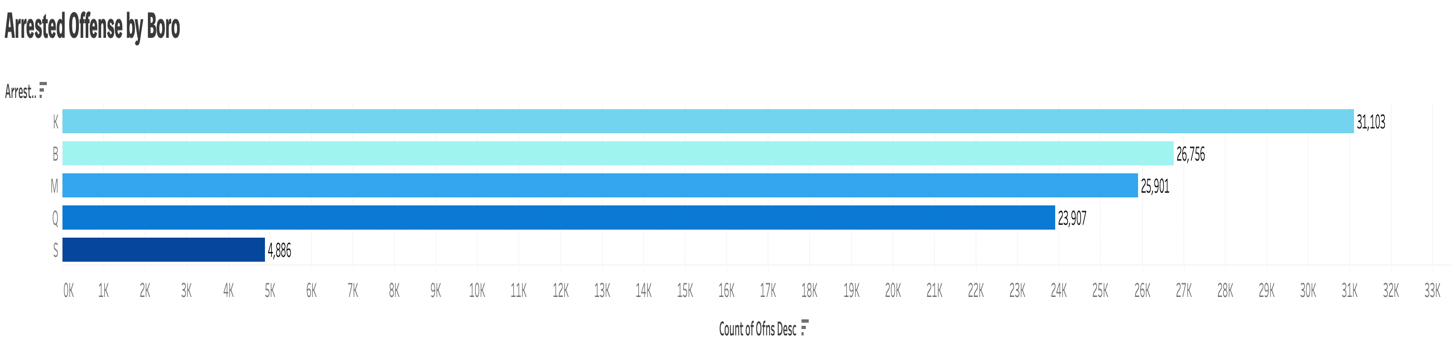 Arrested Offense by Boro
Arrest..
K 31,103
B 26,756
M 25,901
Q 23,907
S 4,886
0K 1K 2K 3K 4K 5K 6K 7K 8K 9K 10K 11K 12K 13K 14K 15K 16K 17K 18K 19K 20K 21K 22K 23K 24K 25K 26K 27K 28K 29K 30K 31K 32K 33K
Count of Ofns Desc